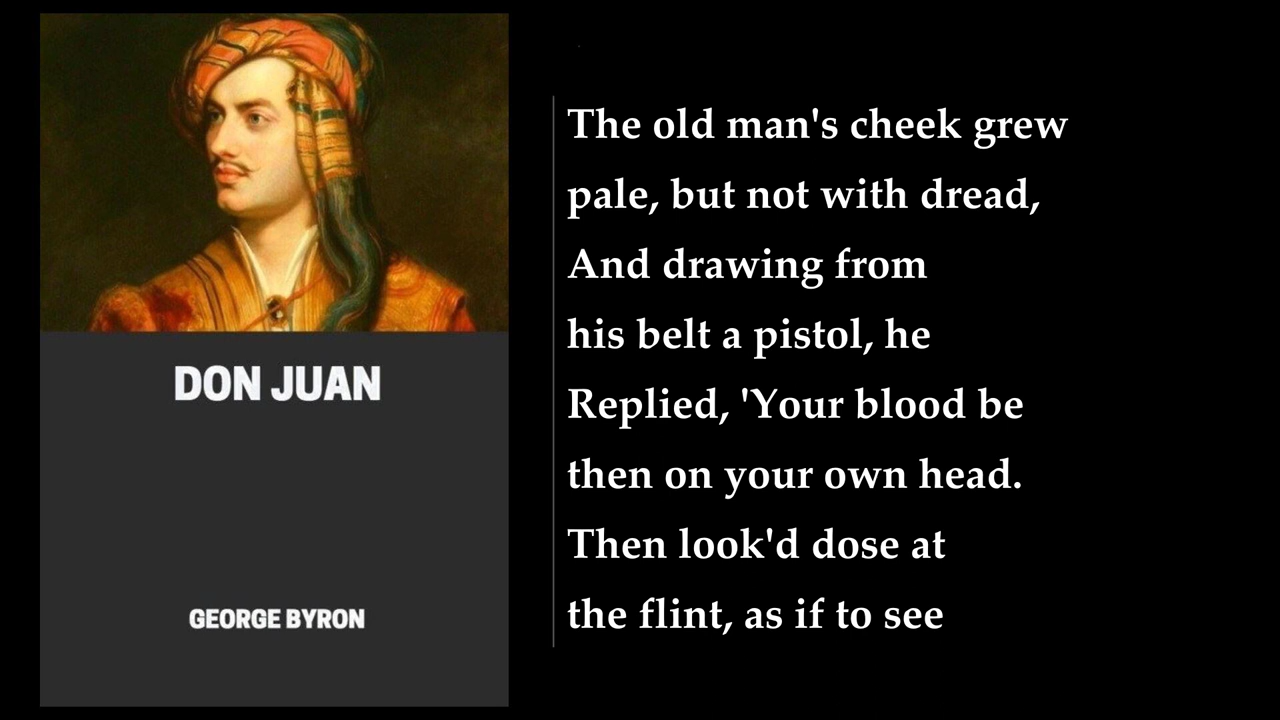 DON JUAN
GEORGE BYRON
The old man's cheek grew
pale, but not with dread,
And drawing from
his belt a pistol, he
Replied, 'Your blood be
then on your own head.
Then look'd dose at
the flint, as if to see